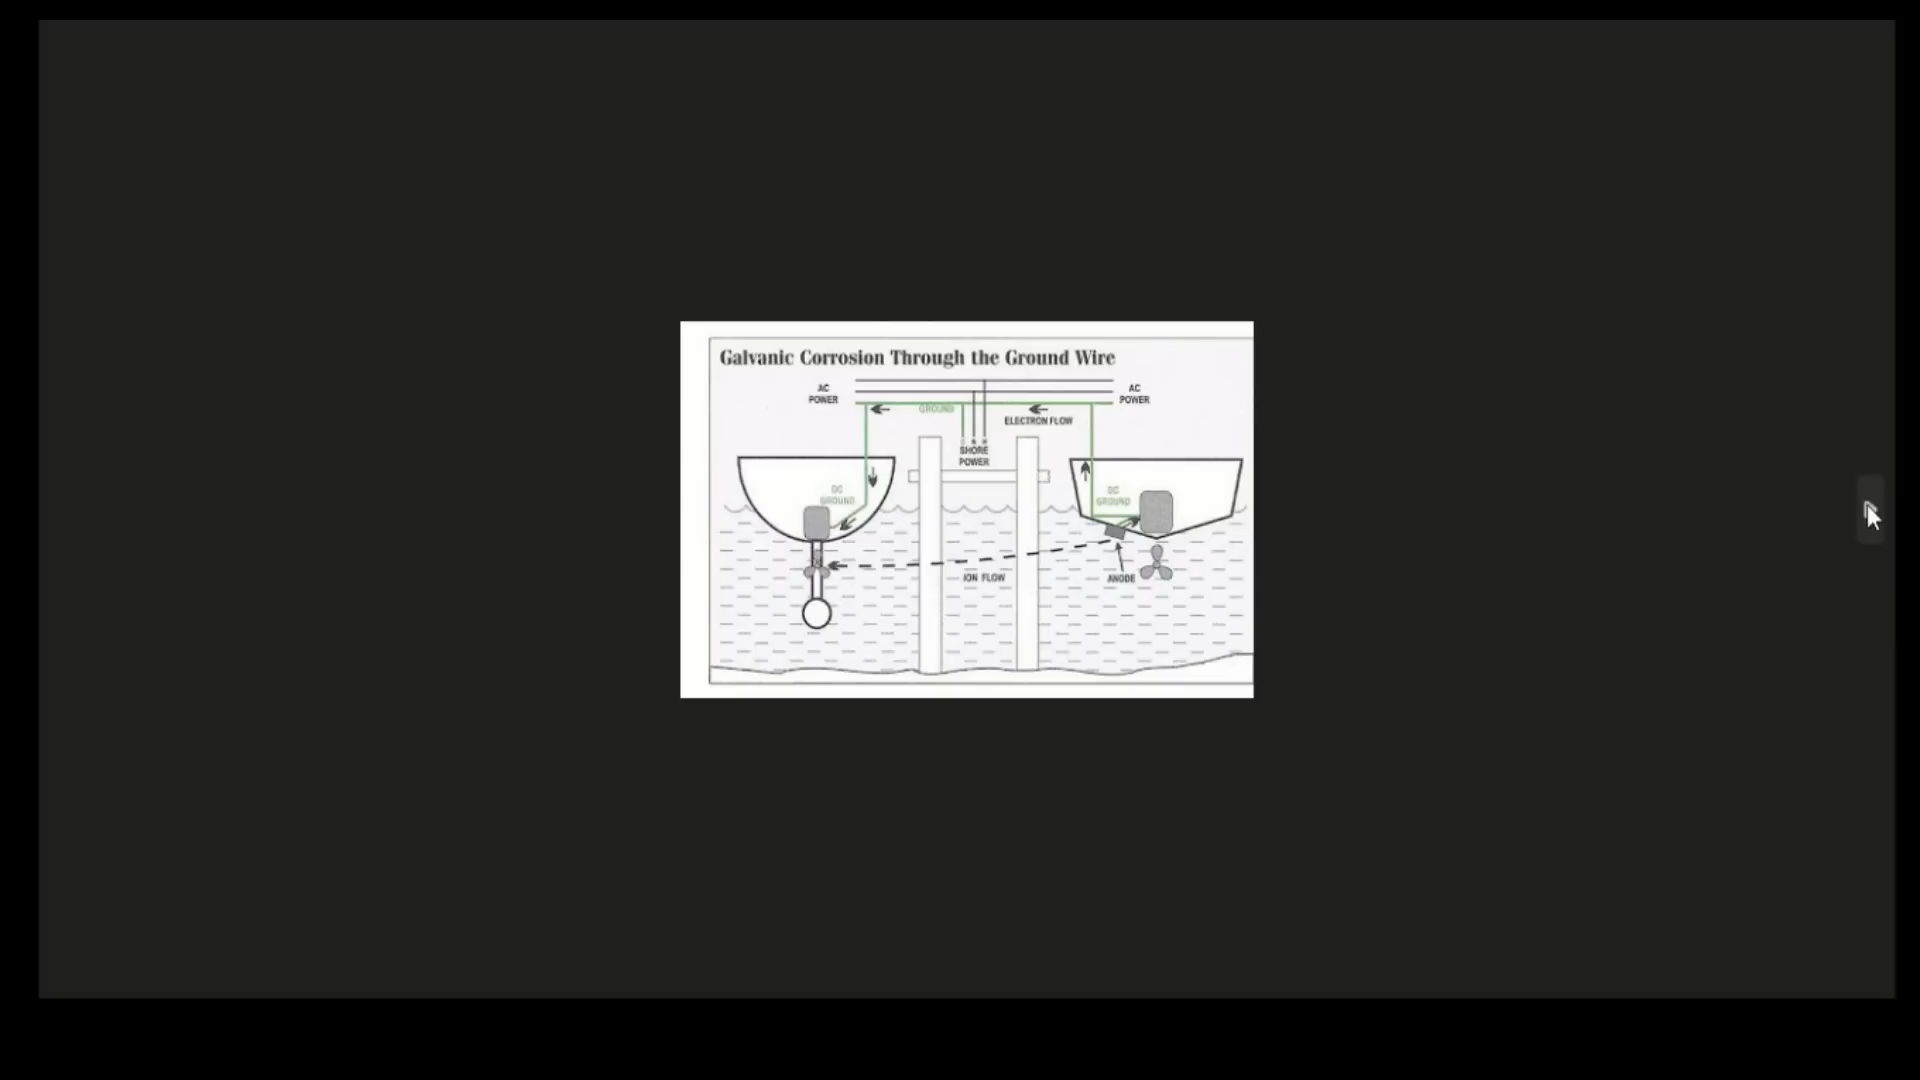 Galvanic Corrosion Through the Ground Wire
AC
POWER
AC
POWER
GROUND
ELECTRON FLOW
SHORE
POWER
DC
GROUND
DC
GROUND
ION FLOW
ANODE